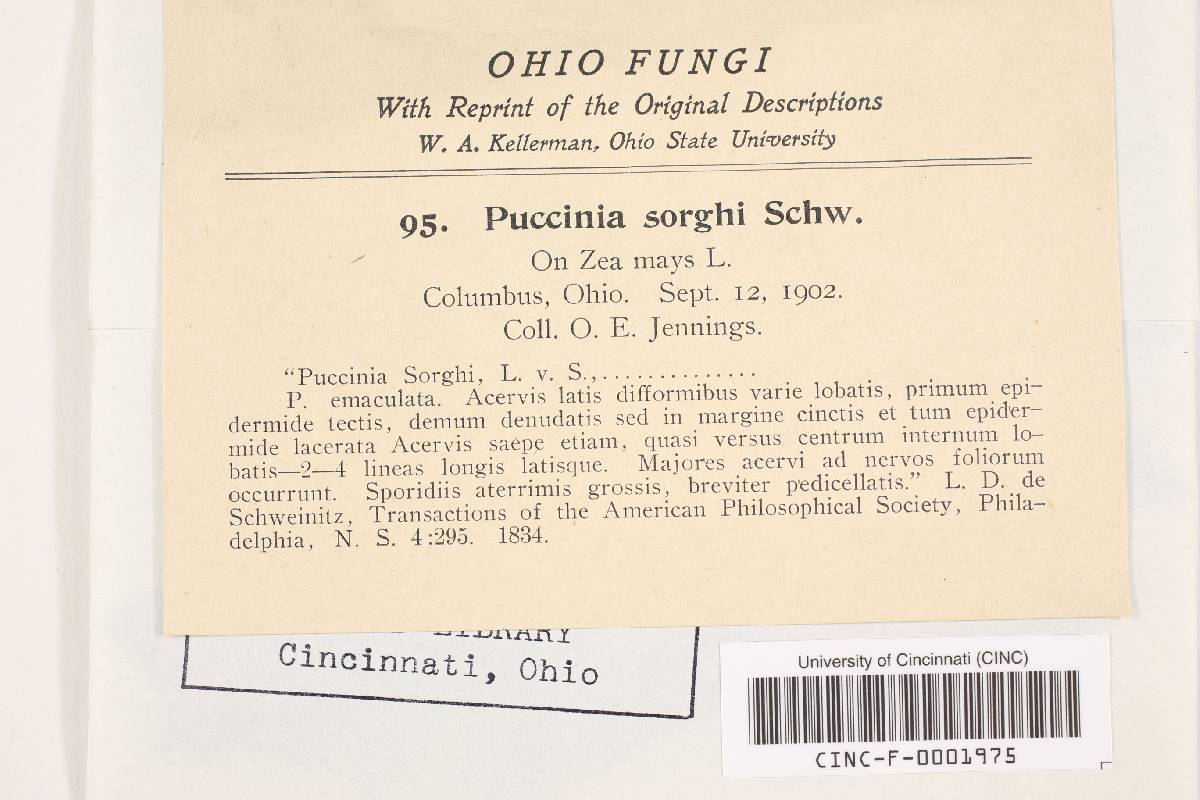 OHIO FUNGI
With Reprint of the Original Descriptions
W. A. Kellerman, Ohio State University
95. Puccinia sorghi Schw.
On Zea mays L.
Columbus, Ohio. Sept. 12, 1902.
Coll. O. E. Jennings.
“Puccinia Sorghi, L. v. S.,..............
P. emaculata. Acervis latis difformibus varie lobatis, primum epi-
dermide tectis, demum denudatis sed in margine cinctis et tum epider-
mide lacerata Acervis saepe etiam, quasi versus centrum internum lo-
batis—2—4 lineas longis latisque. Majores acervi ad nervos foliorum
occurrunt. Sporidiis aterrimis grossis, breviter pedicellatis.” L. D. de
Schweinitz, Transactions of the American Philosophical Society, Phila-
delphia, N. S. 4:295. 1834.
LIBRARY
Cincinnati, Ohio
University of Cincinnati (CINC)
CINC-F-0001975